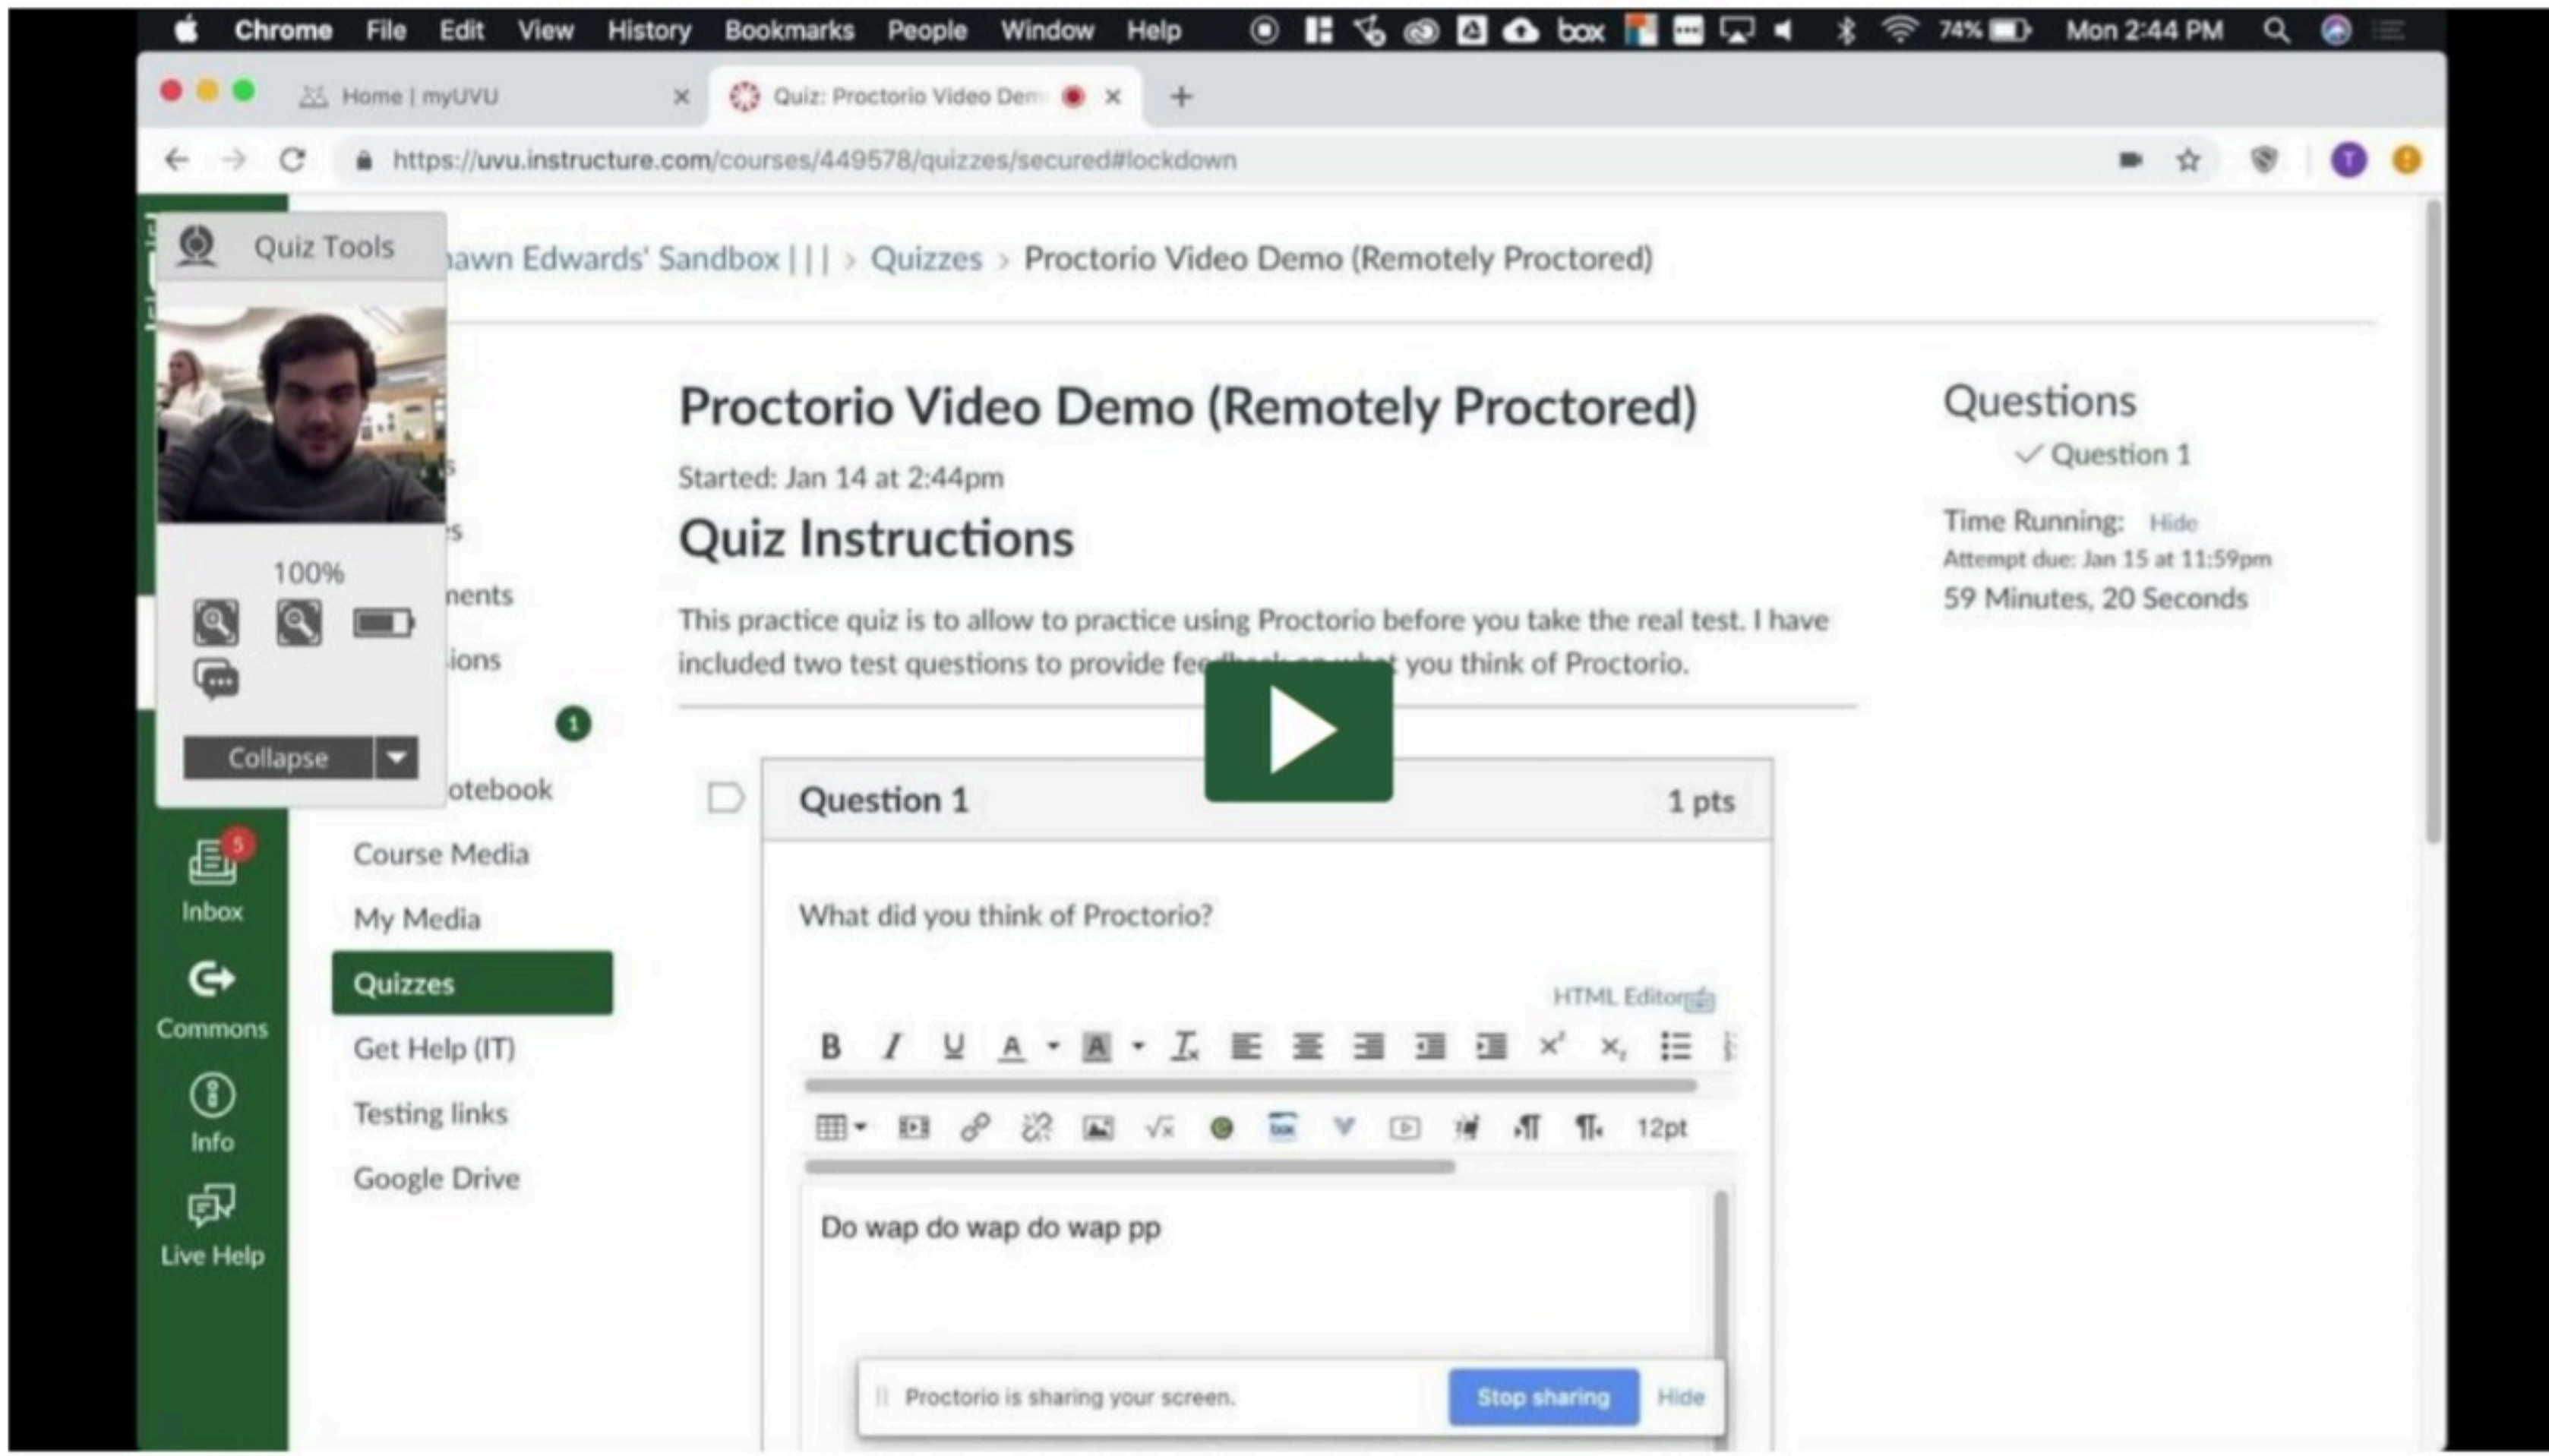 Chrome File Edit View History Bookmarks People Window Help box 74% Mon 2:44 PM
Home | myUVU
Quiz: Proctorio Video Dem
https://uvu.instructure.com/courses/449578/quizzes/secured#lockdown
T
Quiz Tools
awn Edwards' Sandbox | | | > Quizzes > Proctorio Video Demo (Remotely Proctored)
100%
Collapse
s
es
ments
ions
1
otebook
Course Media
My Media
Quizzes
Get Help (IT)
Testing links
Google Drive
5
Inbox
Commons
Info
Live Help
Proctorio Video Demo (Remotely Proctored)
Started: Jan 14 at 2:44pm
Quiz Instructions
This practice quiz is to allow to practice using Proctorio before you take the real test. I have
included two test questions to provide you think of Proctorio.
Question 1 1 pts
What did you think of Proctorio?
HTML Editor
12pt
Do wap do wap do wap pp
Proctorio is sharing your screen. Stop sharing Hide
Questions
Question 1
Time Running: Hide
Attempt due: Jan 15 at 11:59pm
59 Minutes, 20 Seconds